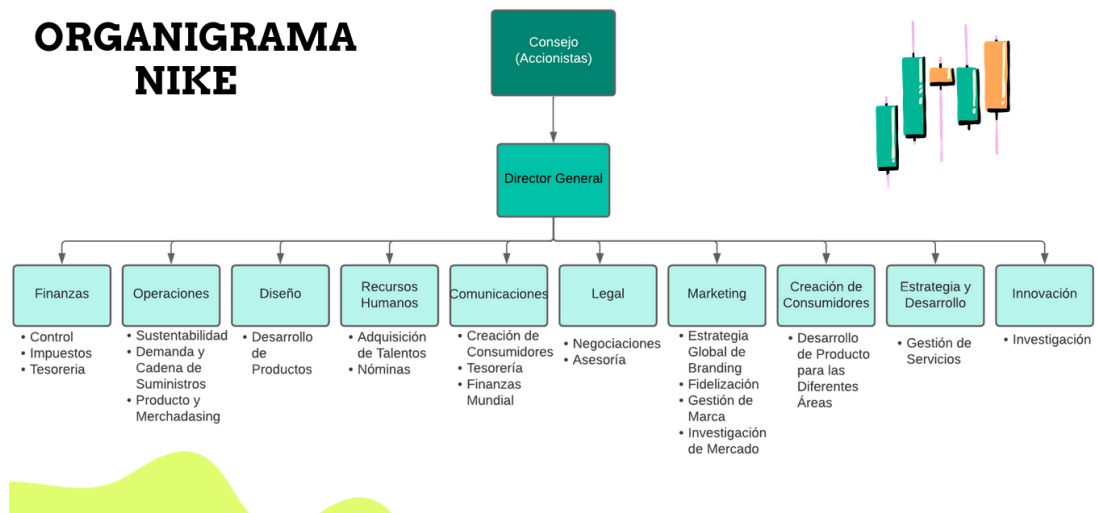 ORGANIGRAMA
NIKE
Consejo
(Accionistas)
Director General
Finanzas
• Control
• Impuestos
• Tesoreria
Operaciones
• Sustentabilidad
• Demanda y
Cadena de
Suministros
• Producto y
Merchadasing
Diseño
• Desarrollo
de
Productos
Recursos
Humanos
• Adquisición
de Talentos
• Nóminas
Comunicaciones
• Creación de
Consumidores
• Tesorería
• Finanzas
Mundial
Legal
• Negociaciones
• Asesoría
Marketing
• Estrategia
Global de
Branding
• Fidelización
• Gestión de
Marca
• Investigación
de Mercado
Creación de
Consumidores
• Desarrollo
de Producto
para las
Diferentes
Áreas
Estrategia y
Desarrollo
• Gestión de
Servicios
Innovación
• Investigación